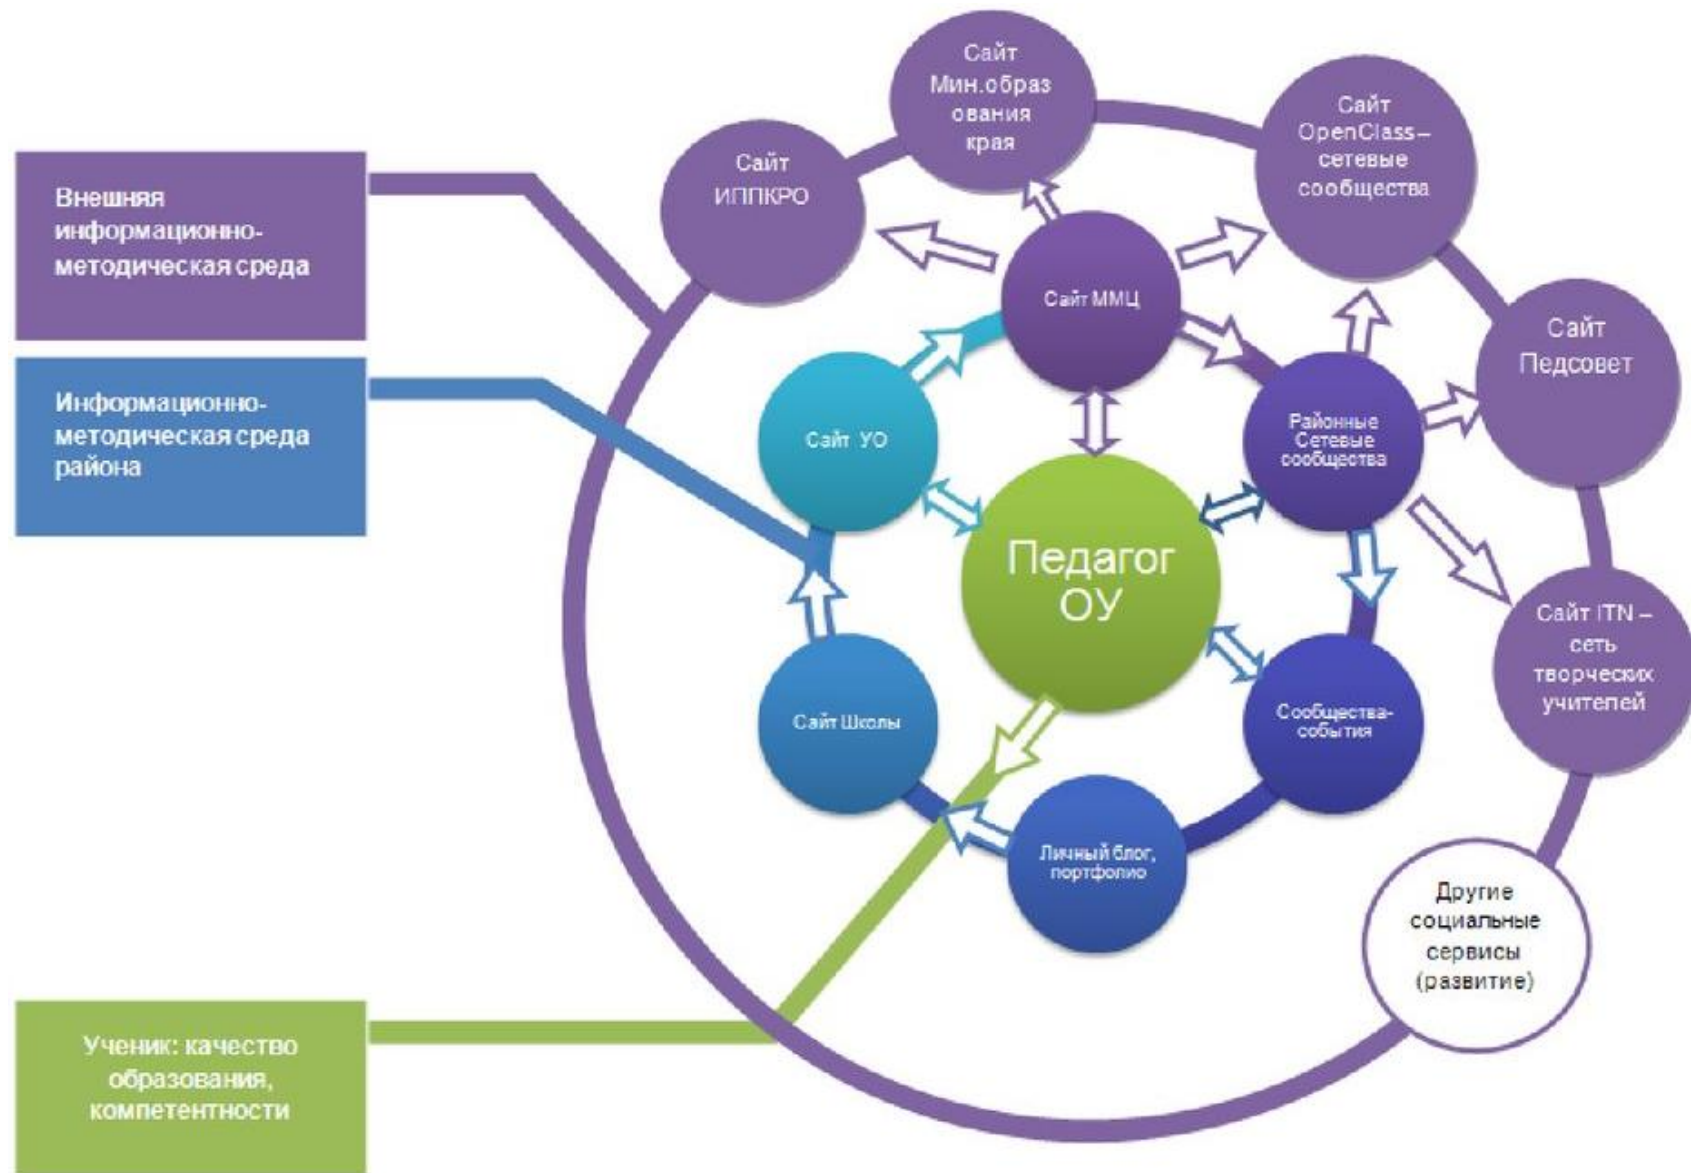 Внешняя
информационно-
методическая среда
Информационно-
методическая среда
района
Ученик: качество
образования,
компетентности
Сайт
ИППКРО
Сайт
Мин.образ
ования
края
Сайт
OpenClass –
сетевые
сообщества
Сайт
Педсовет
Сайт ITN –
сеть
творческих
учителей
Другие
социальные
сервисы
(развитие)
Сайт ММЦ
Районные
Сетевые
сообщества
Сообщества-
события
Личный блог,
портфолио
Сайт Школы
Сайт УО
Педагог
ОУ